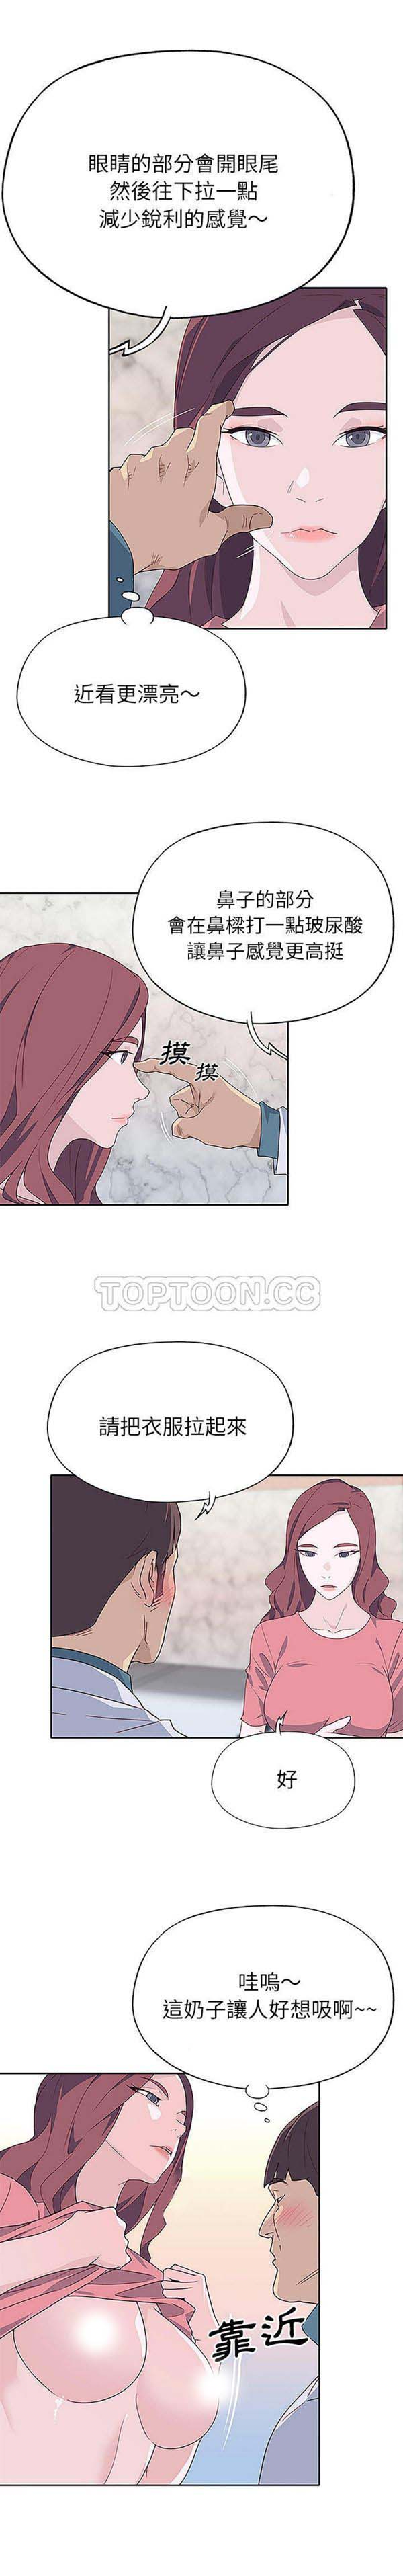 眼睛的部分會開眼尾
然後往下拉一點
減少銳利的感覺～
近看更漂亮～
鼻子的部分
會在鼻樑打一點玻尿酸
讓鼻子感覺更高挺
摸
摸
TOPTOON.CC
請把衣服拉起來
好
哇嗚～
這奶子讓人好想吸啊~~
靠近